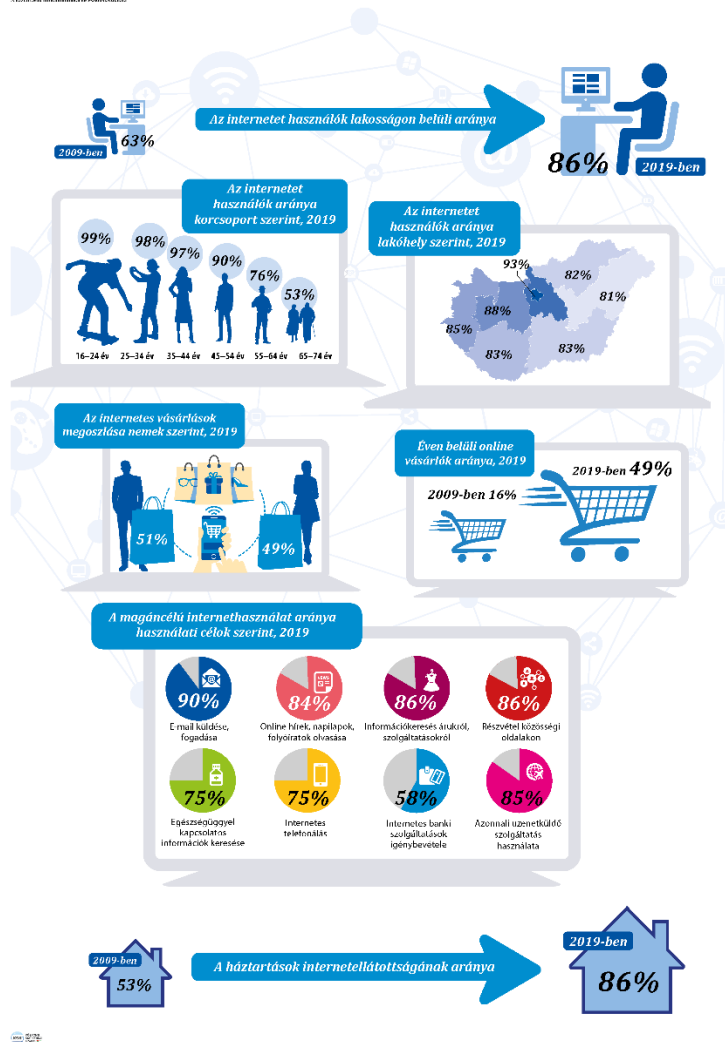 Az internetet használók lakosságon belüli aránya
2009-ben
63%
86%
2019-ben
Az internetet
használók aránya
korcsoport szerint, 2019
99%
98%
97%
90%
76%
53%
16–24 év
25–34 év
35–44 év
45–54 év
55–64 év
65–74 év
Az internetet
használók aránya
lakóhely szerint, 2019
93%
82%
81%
88%
85%
83%
83%
Az internetes vásárlások
megoszlása nemek szerint, 2019
51%
49%
Éven belüli online
vásárlók aránya, 2019
2019-ben 49%
2009-ben 16%
A magáncélú internethasználat aránya
használati célok szerint, 2019
90%
E-mail küldése,
fogadása
NEWS
84%
Online hírek, napilapok,
folyóiratok olvasása
86%
Információkeresés árukról,
szolgáltatásokról
86%
Részvétel közösségi
oldalakon
75%
Egészségüggyel
kapcsolatos
információk keresése
75%
Internetes
telefonálás
58%
Internetes banki
szolgáltatások
igénybevétele
85%
Azonnali üzenetküldő
szolgáltatás
használata
2009-ben
53%
A háztartások internetellátottságának aránya
2019-ben
86%